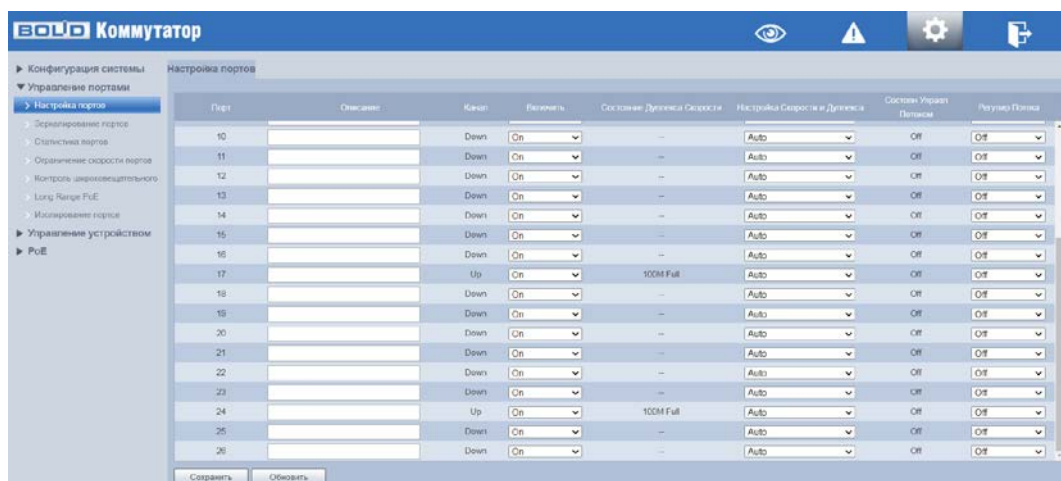 BOLID Коммутатор
Конфигурация системы
Управление портами
Настройка портов
Зеркалирование портов
Статистика портов
Ограничение скорости портов
Контроль широковещательного
Long Range PoE
Изолирование портов
Управление устройством
PoE
Настройка портов
Порт Описание Канал Включить Состояние Дуплекса Скорости Настройка Скорости и Дуплекса Состоян Управл Потоком Регулир Потока
10 Down On -- Auto Off Off
11 Down On -- Auto Off Off
12 Down On -- Auto Off Off
13 Down On -- Auto Off Off
14 Down On -- Auto Off Off
15 Down On -- Auto Off Off
16 Down On -- Auto Off Off
17 Up On 100M Full Auto Off Off
18 Down On -- Auto Off Off
19 Down On -- Auto Off Off
20 Down On -- Auto Off Off
21 Down On -- Auto Off Off
22 Down On -- Auto Off Off
23 Down On -- Auto Off Off
24 Up On 100M Full Auto Off Off
25 Down On -- Auto Off Off
26 Down On -- Auto Off Off
Сохранить Обновить